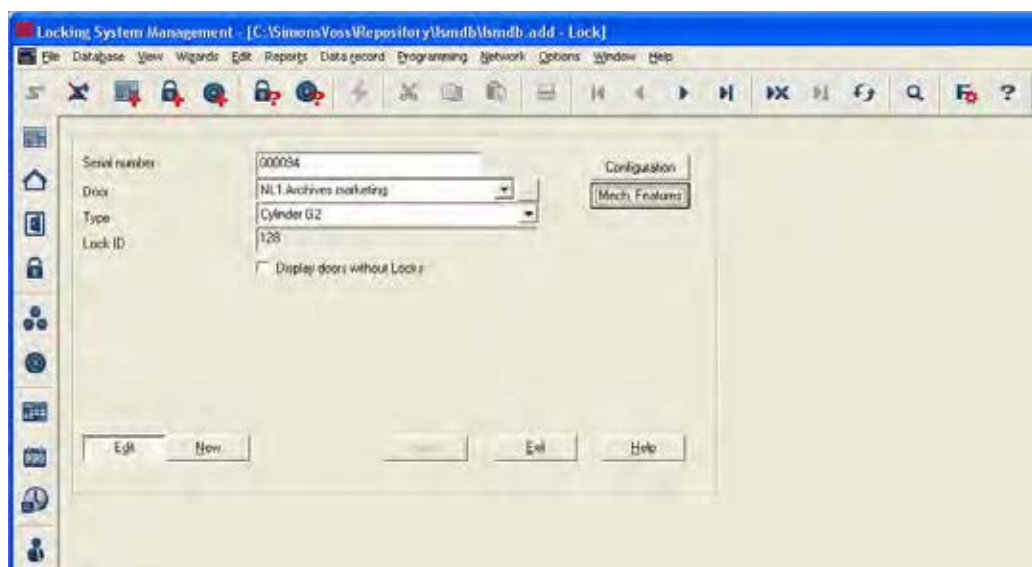 Locking System Management - [C:\SimonsVoss\Repository\lsmdb\lsmdb.add - Lock]
File Database View Wizards Edit Reports Data record Programming Network Options Window Help
Serial number 000094 Configuration
Door NL1 Archives marketing Mech. Features
Type Cylinder G2
Lock ID 128
Display doors without Locks
Edit New Exit Help